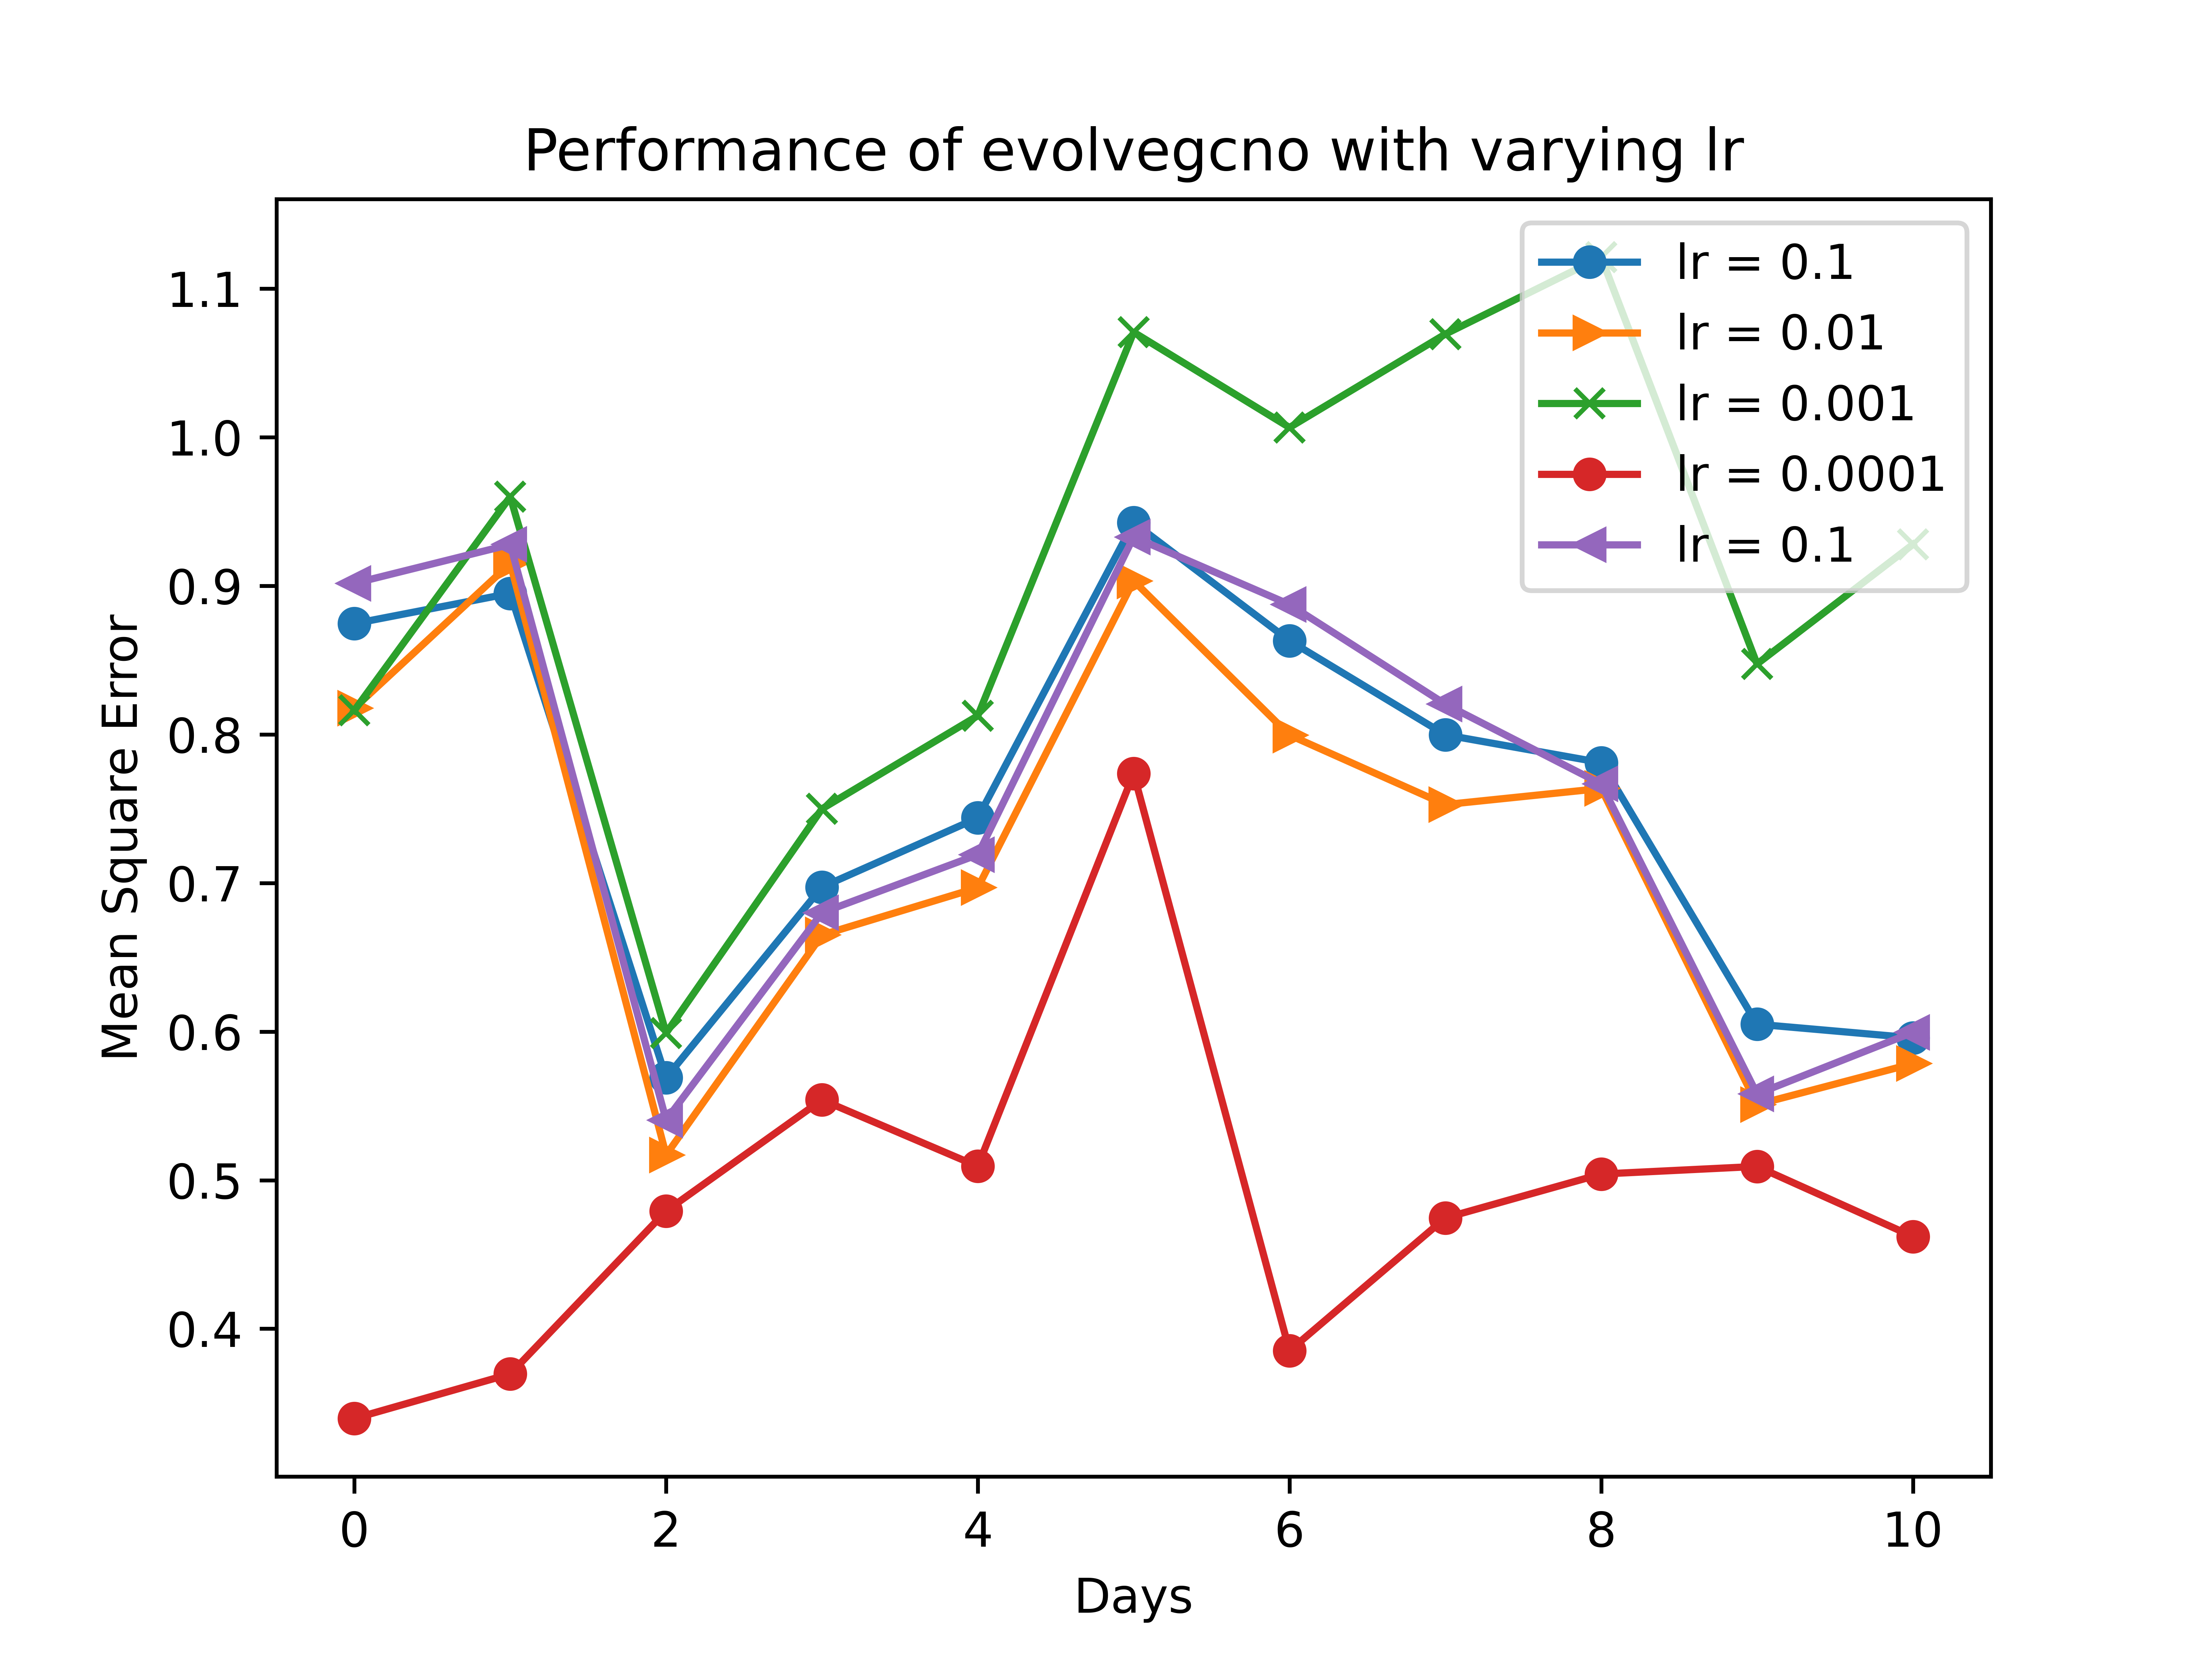 Performance of evolvegcno with varying lr
lr = 0.1
lr = 0.01
lr = 0.001
lr = 0.0001
lr = 0.1
Mean Square Error
1.1
1.0
0.9
0.8
0.7
0.6
0.5
0.4
0 2 4 6 8 10
Days